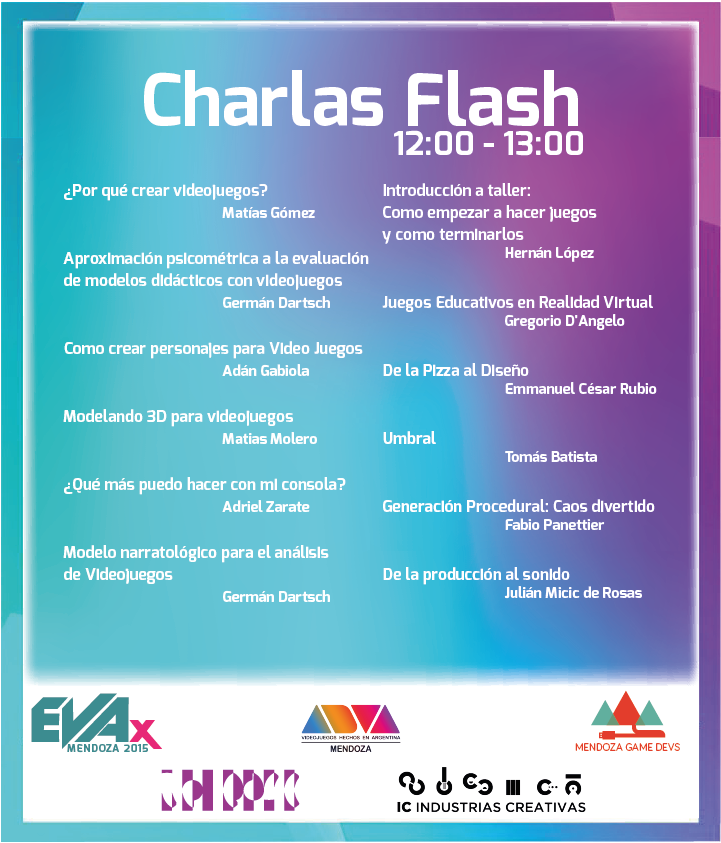 Charlas Flash
12:00 - 13:00
¿Por qué crear videojuegos?
Matías Gómez
Aproximación psicométrica a la evaluación
de modelos didácticos con videojuegos
Germán Dartsch
Como crear personajes para Video Juegos
Adán Gabiola
Modelando 3D para videojuegos
Matias Molero
¿Qué más puedo hacer con mi consola?
Adriel Zarate
Modelo narratológico para el análisis
de Videojuegos
Germán Dartsch
Introducción a taller:
Como empezar a hacer juegos
y como terminarlos
Hernán López
Juegos Educativos en Realidad Virtual
Gregorio D'Angelo
De la Pizza al Diseño
Emmanuel César Rubio
Umbral
Tomás Batista
Generación Procedural: Caos divertido
Fabio Panettier
De la producción al sonido
Julián Micic de Rosas
EVAx
MENDOZA 2015
ADVA
VIDEOJUEGOS HECHOS EN ARGENTINA
MENDOZA
MENDOZA GAME DEVS
IC INDUSTRIAS CREATIVAS